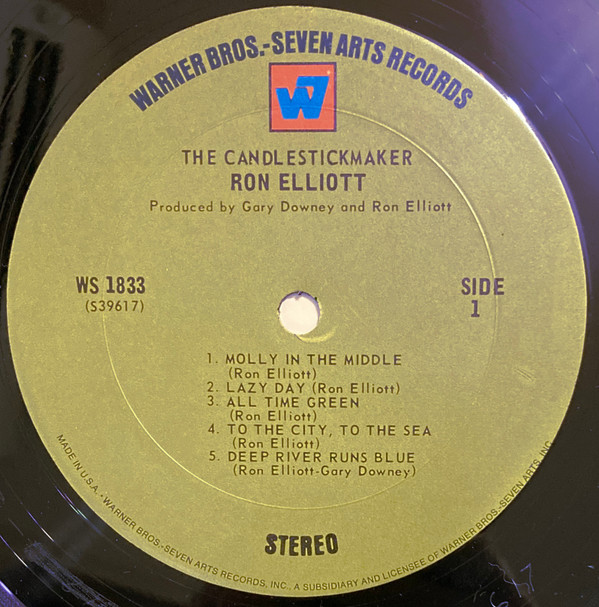 WARNER BROS.-SEVEN ARTS RECORDS
W7
THE CANDLESTICKMAKER
RON ELLIOTT
Produced by Gary Downey and Ron Elliott
WS 1833
(S39617)
SIDE
1
1. MOLLY IN THE MIDDLE
(Ron Elliott)
2. LAZY DAY (Ron Elliott)
3. ALL TIME GREEN
(Ron Elliott)
4. TO THE CITY, TO THE SEA
(Ron Elliott)
5. DEEP RIVER RUNS BLUE
(Ron Elliott-Gary Downey)
STEREO
MADE IN U.S.A. • WARNER BROS.-SEVEN ARTS RECORDS, INC., A SUBSIDIARY AND LICENSEE OF WARNER BROS.-SEVEN ARTS, INC.